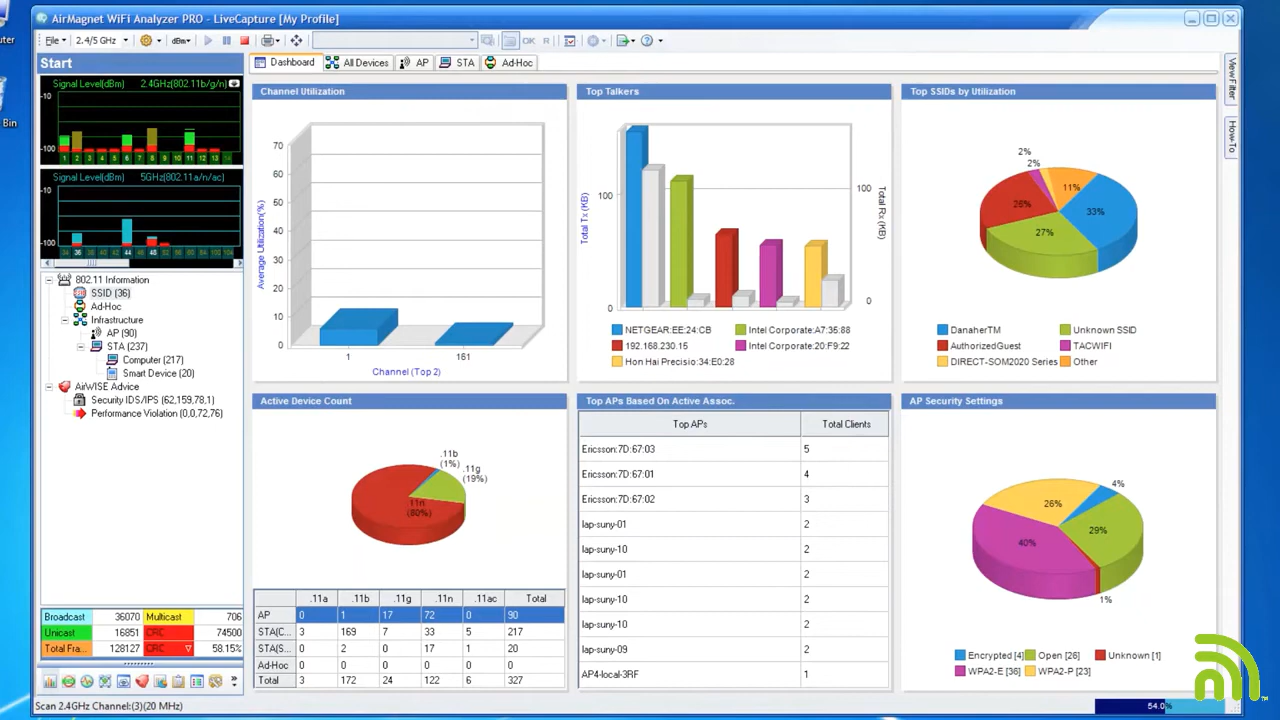 AirMagnet WiFi Analyzer PRO - LiveCapture [My Profile]
uter
Bin
File 2.4/5 GHz dBm OK R
Start
Dashboard All Devices AP STA Ad-Hoc
View Filter
How-To
Signal Level(dBm) 2.4GHz(802.11b/g/n)
-10
-100
1 2 3 4 5 6 7 8 9 10 11 12 13 14
Signal Level(dBm) 5GHz(802.11a/n/ac)
-10
-100
34 36 38 40 42 44 46 48 52 56 60 64 100 104
802.11 Information
SSID (36)
Ad-Hoc
Infrastructure
AP (90)
STA (237)
Computer (217)
Smart Device (20)
AirWISE Advice
Security IDS/IPS (62,159,78,1)
Performance Violation (0,0,72,76)
Broadcast 36070 Multicast 706
Unicast 16851 CRC 74500
Total Fra... 128127 CRC 58.15%
Scan 2.4GHz Channel:(3)(20 MHz)
54.0%
Channel Utilization
Average Utilization(%)
70
60
50
40
30
20
10
0
1 161
Channel (Top 2)
Top Talkers
Total Tx (KB)
100
0
Total Rx (KB)
100
0
NETGEAR:EE:24:CB Intel Corporate:A7:35:88
192.168.230.15 Intel Corporate:20:F9:22
Hon Hai Precisio:34:E0:28
Top SSIDs by Utilization
2%
2%
11%
33%
26%
27%
DanaherTM Unknown SSID
AuthorizedGuest TACWIFI
DIRECT-SOM2020 Series Other
Active Device Count
.11b
(1%)
.11g
(19%)
.11n
(80%)
.11a .11b .11g .11n .11ac Total
AP 0 1 17 72 0 90
STA(C... 3 169 7 33 5 217
STA(S... 0 2 0 17 1 20
Ad-Hoc 0 0 0 0 0 0
Total 3 172 24 122 6 327
Top APs Based On Active Assoc.
Top APs Total Clients
Ericsson:7D:67:03 5
Ericsson:7D:67:01 4
Ericsson:7D:67:02 3
lap-suny-01 2
lap-suny-10 2
lap-suny-01 2
lap-suny-10 2
lap-suny-10 2
lap-suny-09 2
AP4-local-3RF 1
AP Security Settings
4%
26%
29%
40%
1%
Encrypted [4] Open [26] Unknown [1]
WPA2-E [36] WPA2-P [23]